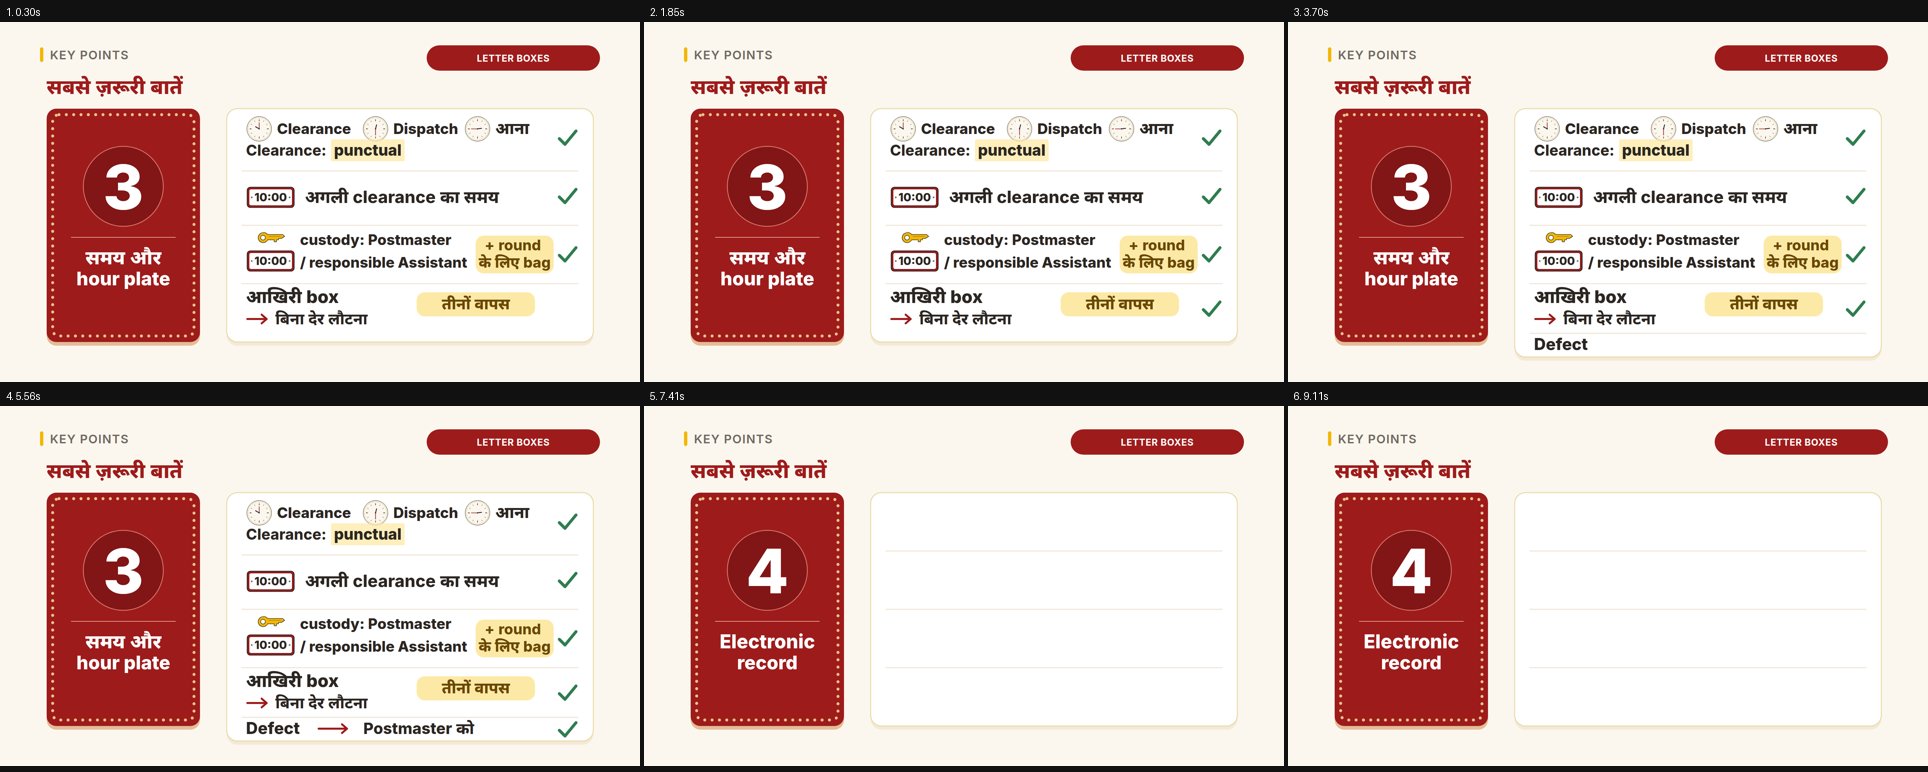 1. 0.30s
KEY POINTS
LETTER BOXES
सबसे ज़रूरी बातें
3
समय और
hour plate
Clearance Dispatch आना
Clearance: punctual
10:00 अगली clearance का समय
custody: Postmaster
10:00 / responsible Assistant
+ round
के लिए bag
आखिरी box
→ बिना देर लौटना
तीनों वापस
2. 1.85s
KEY POINTS
LETTER BOXES
सबसे ज़रूरी बातें
3
समय और
hour plate
Clearance Dispatch आना
Clearance: punctual
10:00 अगली clearance का समय
custody: Postmaster
10:00 / responsible Assistant
+ round
के लिए bag
आखिरी box
→ बिना देर लौटना
तीनों वापस
3. 3.70s
KEY POINTS
LETTER BOXES
सबसे ज़रूरी बातें
3
समय और
hour plate
Clearance Dispatch आना
Clearance: punctual
10:00 अगली clearance का समय
custody: Postmaster
10:00 / responsible Assistant
+ round
के लिए bag
आखिरी box
→ बिना देर लौटना
तीनों वापस
Defect
4. 5.56s
KEY POINTS
LETTER BOXES
सबसे ज़रूरी बातें
3
समय और
hour plate
Clearance Dispatch आना
Clearance: punctual
10:00 अगली clearance का समय
custody: Postmaster
10:00 / responsible Assistant
+ round
के लिए bag
आखिरी box
→ बिना देर लौटना
तीनों वापस
Defect → Postmaster को
5. 7.41s
KEY POINTS
LETTER BOXES
सबसे ज़रूरी बातें
4
Electronic
record
6. 9.11s
KEY POINTS
LETTER BOXES
सबसे ज़रूरी बातें
4
Electronic
record